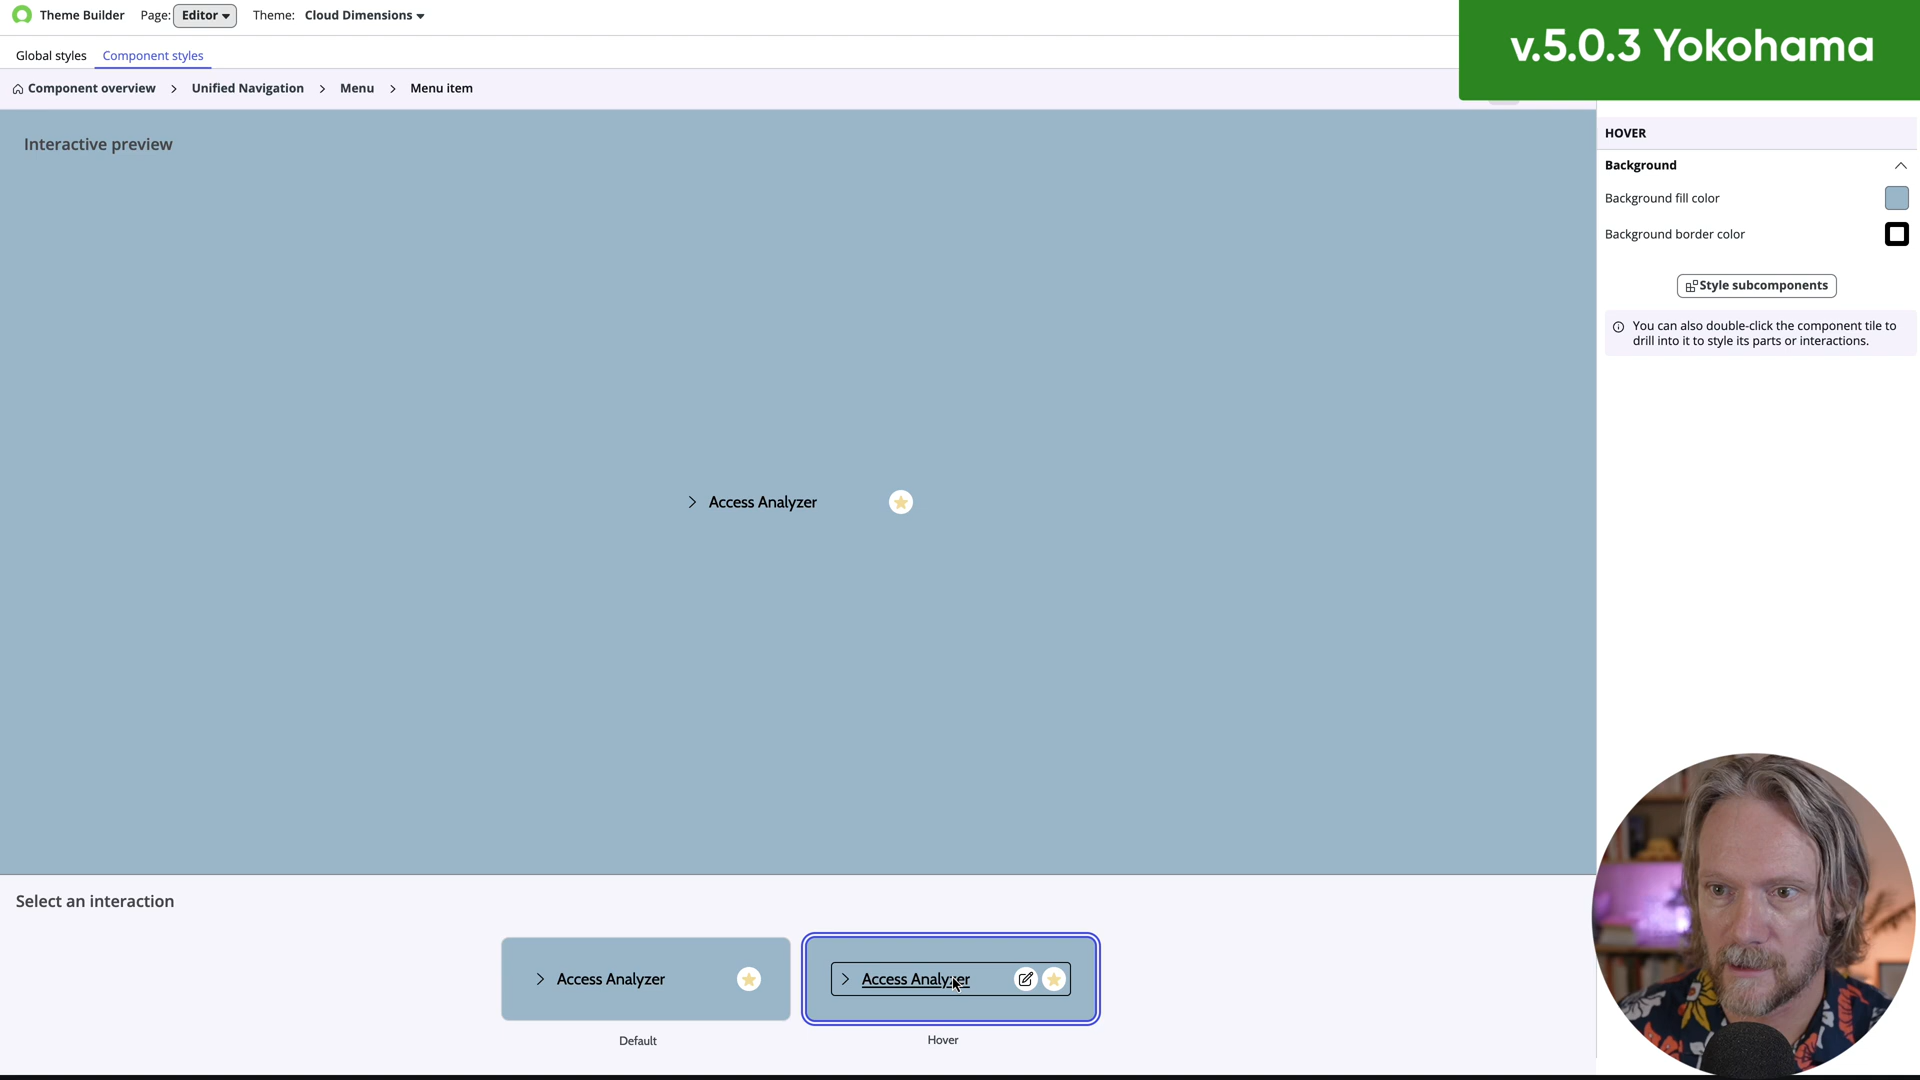 Theme Builder Page: Editor Theme: Cloud Dimensions
v.5.0.3 Yokohama
Global styles Component styles
Component overview > Unified Navigation > Menu > Menu item
Interactive preview
HOVER
Background
Background fill color
Background border color
Style subcomponents
You can also double-click the component tile to
drill into it to style its parts or interactions.
Access Analyzer
Select an interaction
Access Analyzer
Access Analyzer
Default
Hover